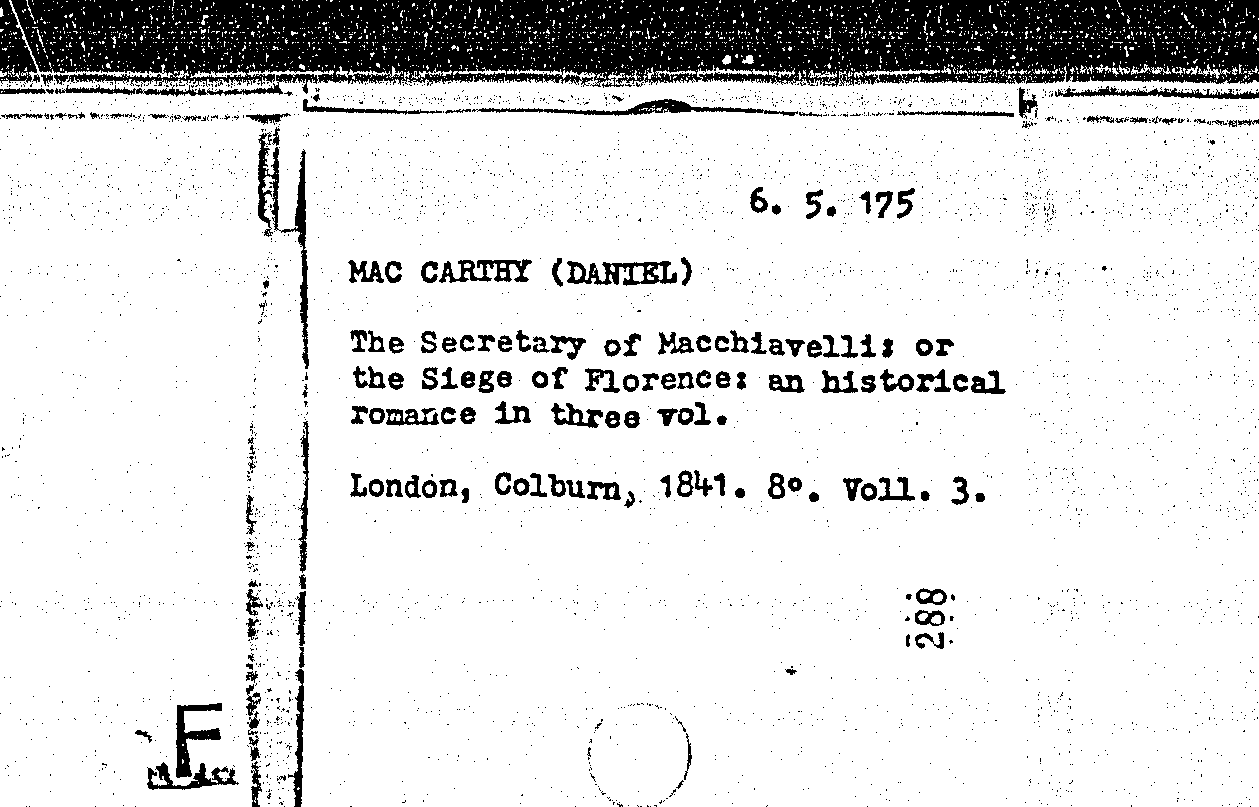 6. 5. 175
MAC CARTHY (DANIEL)
The Secretary of Macchiavelli: or
the Siege of Florence: an historical
romance in three vol.
London, Colburn, 1841. 8º. Voll. 3.
288
F